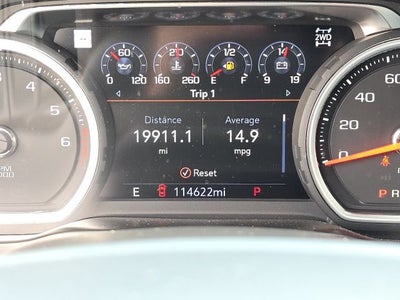 60 210 1/2 14 2WD
0 120 160 260 E F 9 19
Trip 1
Distance Average
19911.1 14.9
mi mpg
Reset
E 114622mi P
5
6
60
40
20
0
P R